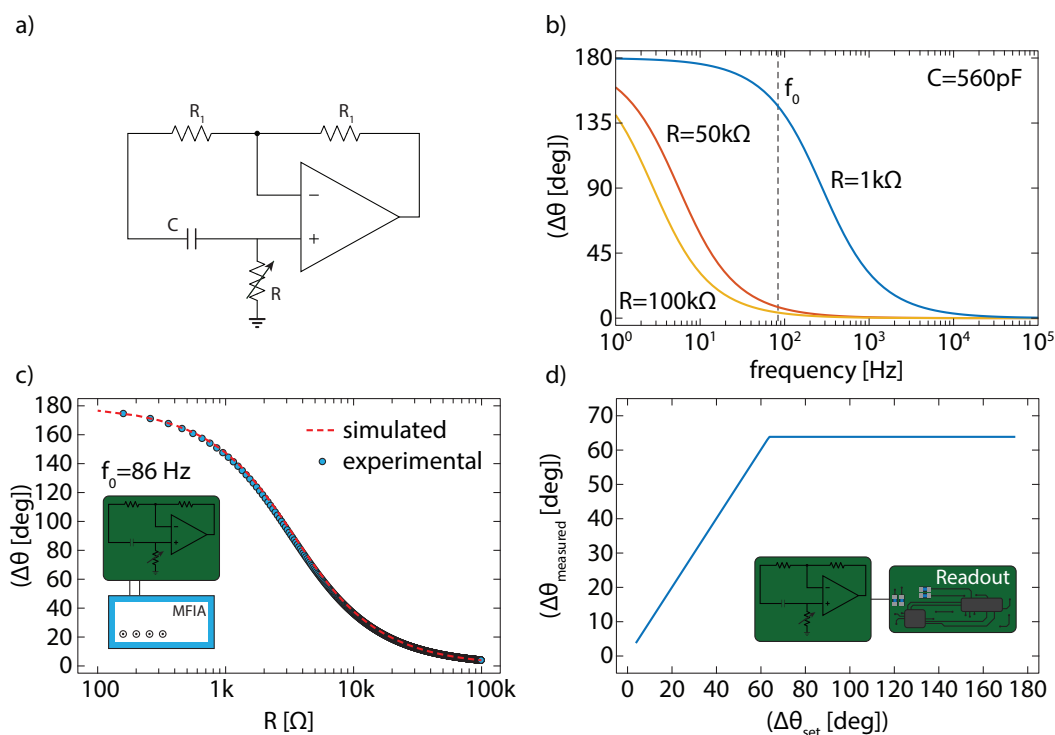 a)
R1
R1
C
R
−
+
b)
(Δθ [deg])
180
135
90
45
0
C=560pF
f0
R=50kΩ
R=1kΩ
R=100kΩ
10^0
10^1
10^2
10^3
10^4
10^5
frequency [Hz]
c)
(Δθ [deg])
180
160
140
120
100
80
60
40
20
0
simulated
experimental
f0=86 Hz
−
+
MFIA
100
1k
10k
100k
R [Ω]
d)
(Δθmeasured [deg])
70
60
50
40
30
20
10
0
−
+
Readout
0
20
40
60
80
100
120
140
160
180
(Δθset [deg])